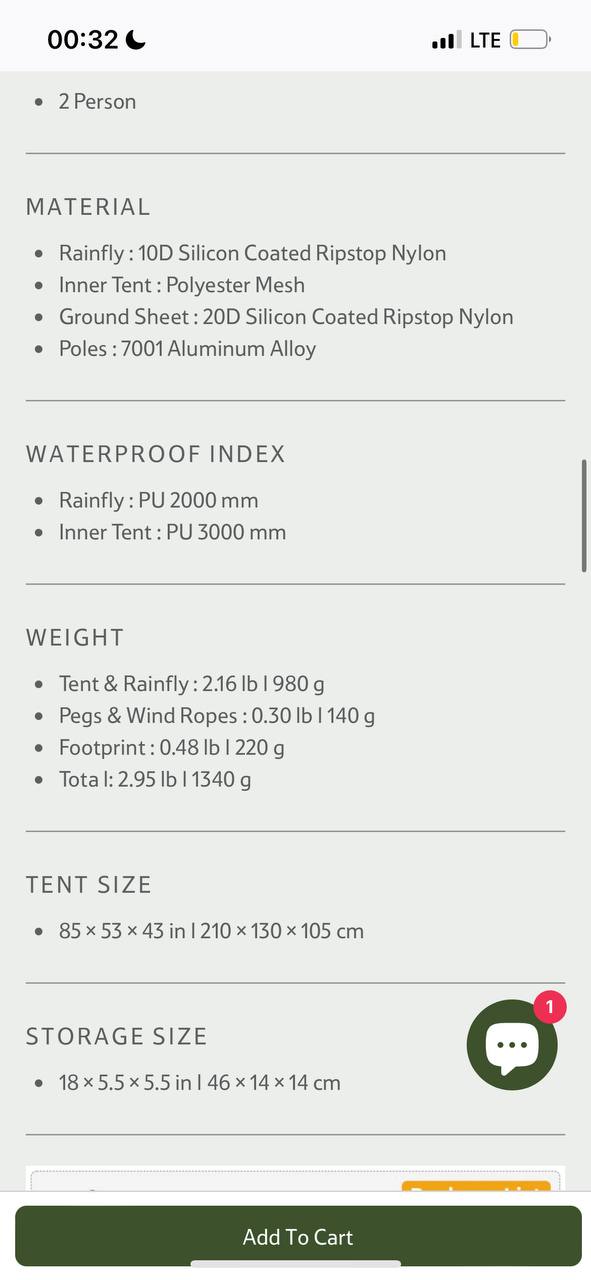 00:32
LTE
2 Person
MATERIAL
Rainfly : 10D Silicon Coated Ripstop Nylon
Inner Tent : Polyester Mesh
Ground Sheet : 20D Silicon Coated Ripstop Nylon
Poles : 7001 Aluminum Alloy
WATERPROOF INDEX
Rainfly : PU 2000 mm
Inner Tent : PU 3000 mm
WEIGHT
Tent & Rainfly : 2.16 lb l 980 g
Pegs & Wind Ropes : 0.30 lb l 140 g
Footprint : 0.48 lb l 220 g
Tota l: 2.95 lb l 1340 g
TENT SIZE
85 × 53 × 43 in l 210 × 130 × 105 cm
1
STORAGE SIZE
18 × 5.5 × 5.5 in l 46 × 14 × 14 cm
Add To Cart